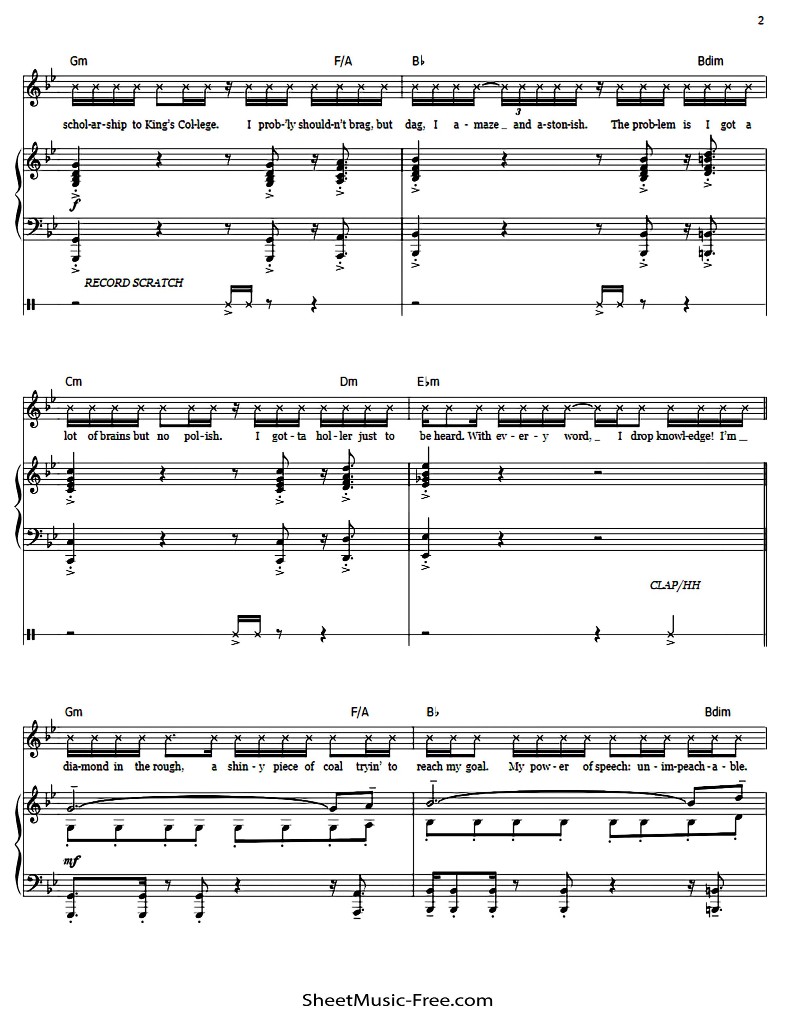 2
Gm F/A B♭ Bdim
schol-ar-ship to King's Col-lege. I prob-'ly should-n't brag, but dag, I a-maze_ and a-ston-ish. The prob-lem is I got a
3
f
RECORD SCRATCH
Cm Dm E♭m
lot of brains but no pol-ish. I got-ta hol-ler just to be heard. With ev-er-y word,_ I drop knowl-edge! I'm_
CLAP/HH
Gm F/A B♭ Bdim
dia-mond in the rough, a shin-y piece of coal tryin' to reach my goal. My pow-er of speech: un-im-peach-a-ble.
mf
SheetMusic-Free.com